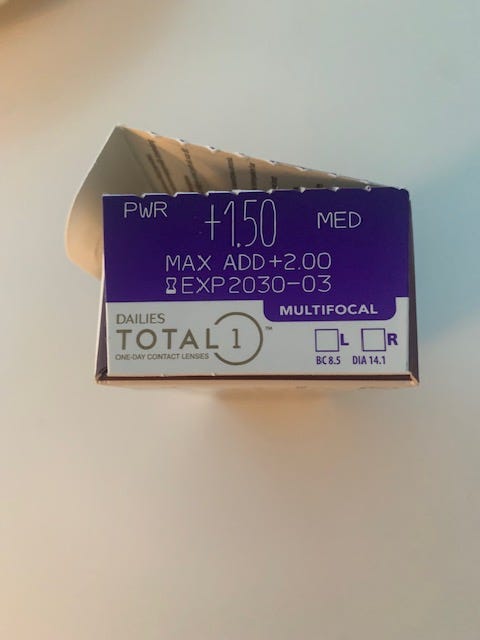 PWR +1.50 MED
MAX ADD+2.00
EXP2030-03
MULTIFOCAL
DAILIES
TOTAL 1™
ONE-DAY CONTACT LENSES
L R
BC 8.5 DIA 14.1